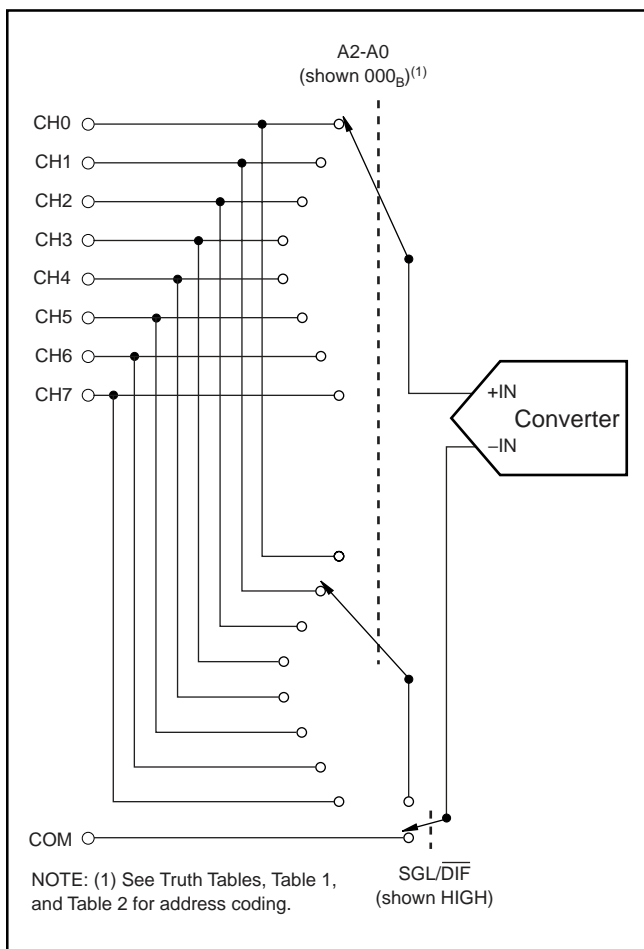 A2-A0
(shown 000B)(1)
CH0
CH1
CH2
CH3
CH4
CH5
CH6
CH7
+IN
Converter
–IN
COM
SGL/DIF
(shown HIGH)
NOTE: (1) See Truth Tables, Table 1,
and Table 2 for address coding.